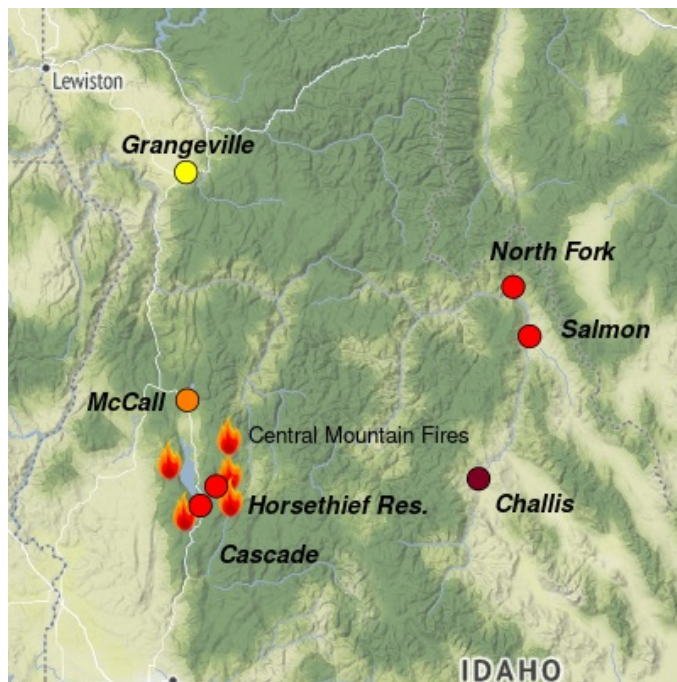 Lewiston
Grangeville
North Fork
Salmon
McCall
Central Mountain Fires
Horsethief Res.
Challis
Cascade
IDAHO